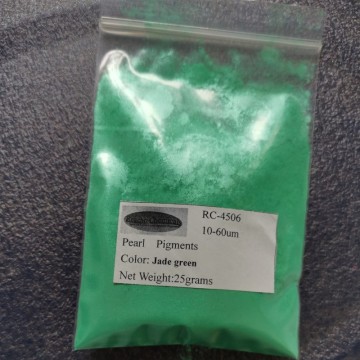 RC-4506
10-60um
Pearl Pigments
Color: Jade green
Net Weight:25grams